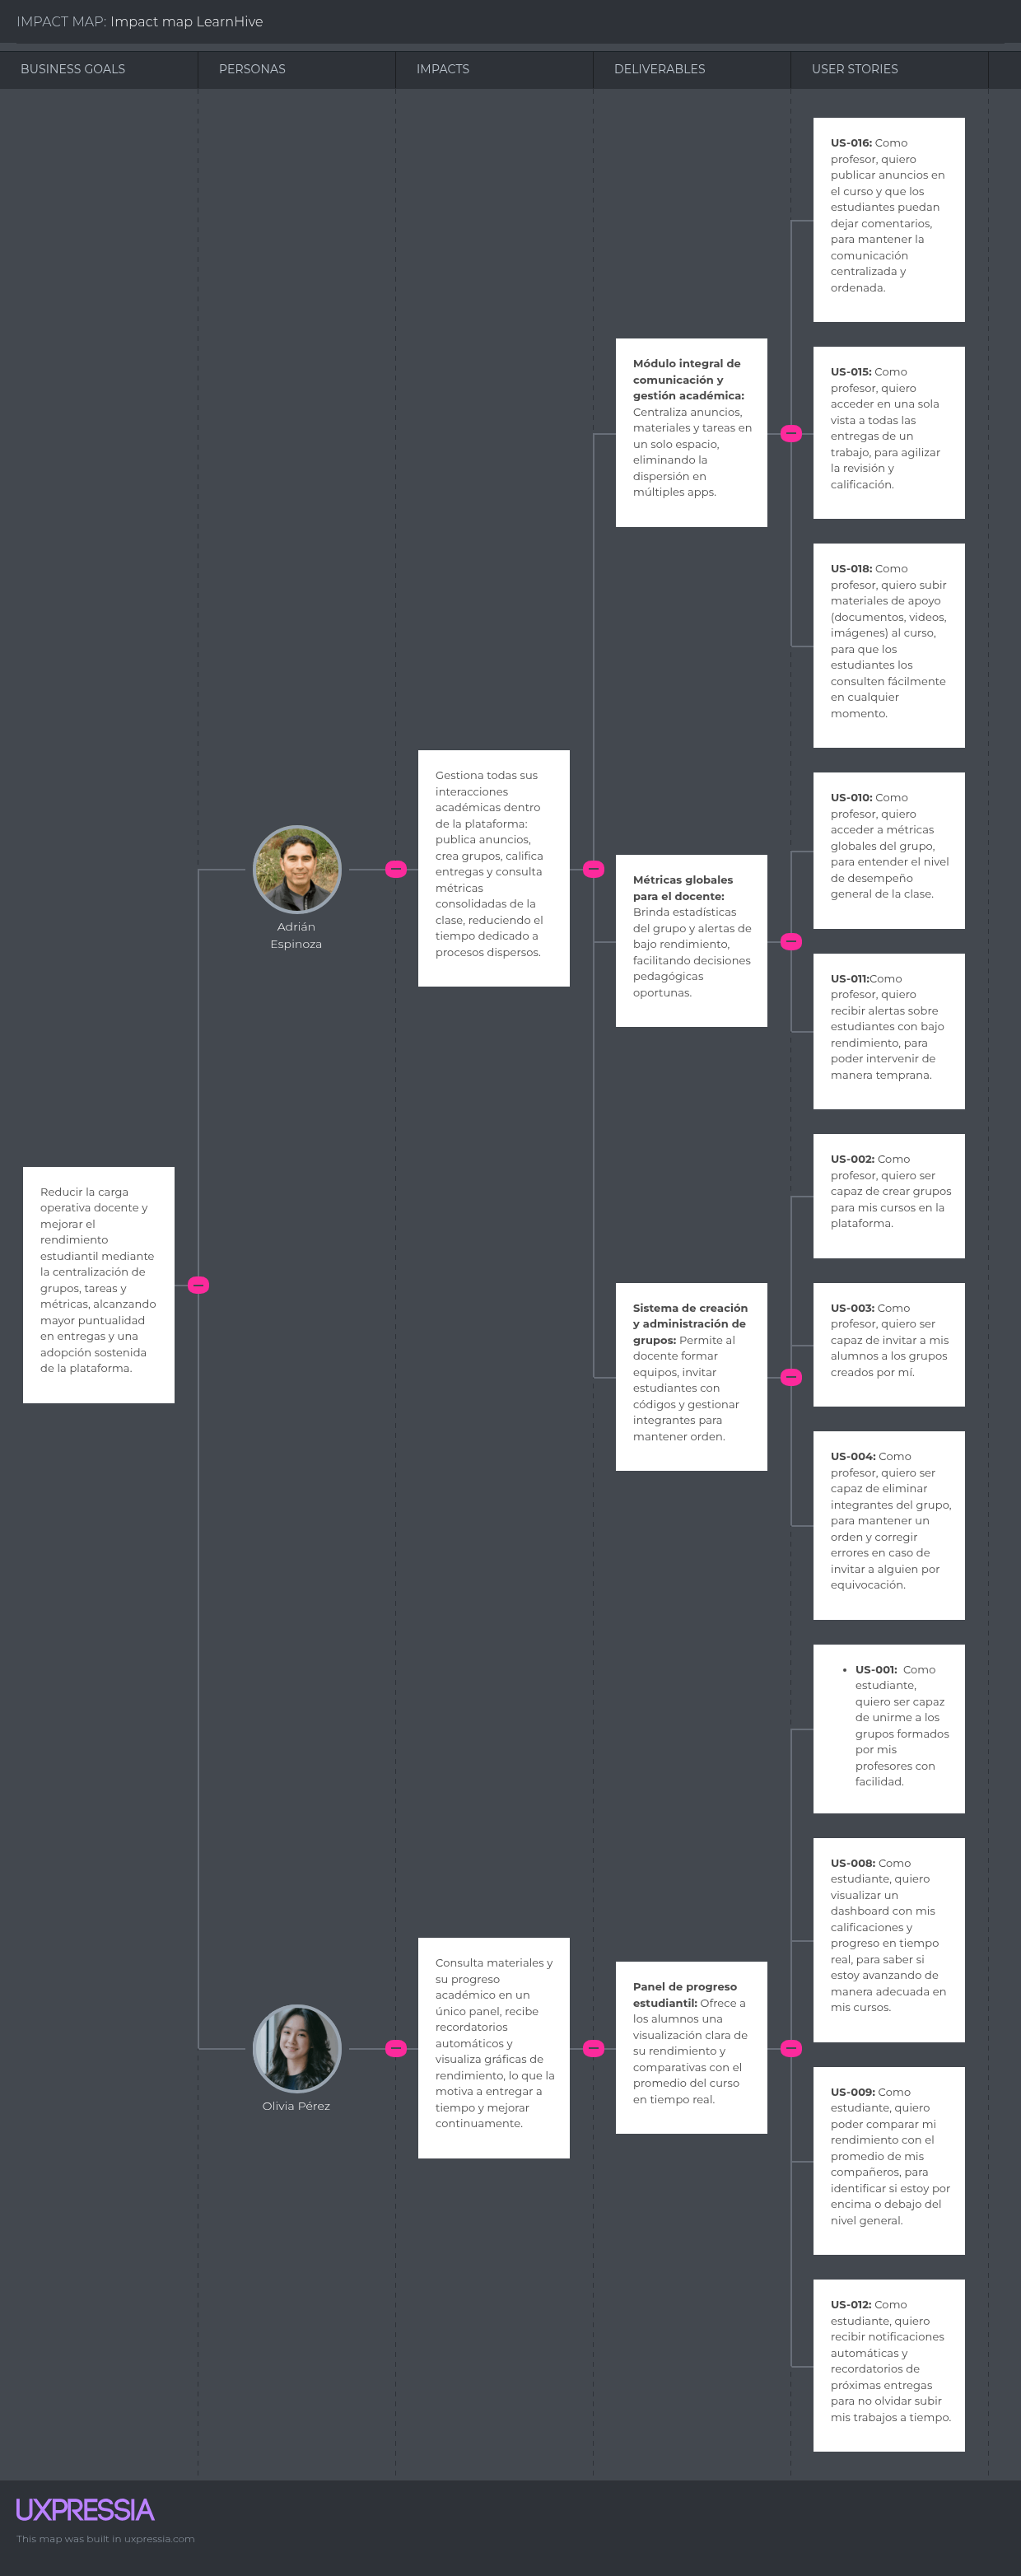 IMPACT MAP: Impact map LearnHive
BUSINESS GOALS
PERSONAS
IMPACTS
DELIVERABLES
USER STORIES
Reducir la carga
operativa docente y
mejorar el
rendimiento
estudiantil mediante
la centralización de
grupos, tareas y
métricas, alcanzando
mayor puntualidad
en entregas y una
adopción sostenida
de la plataforma.
Adrián
Espinoza
Gestiona todas sus
interacciones
académicas dentro
de la plataforma:
publica anuncios,
crea grupos, califica
entregas y consulta
métricas
consolidadas de la
clase, reduciendo el
tiempo dedicado a
procesos dispersos.
Módulo integral de
comunicación y
gestión académica:
Centraliza anuncios,
materiales y tareas en
un solo espacio,
eliminando la
dispersión en
múltiples apps.
US-016: Como
profesor, quiero
publicar anuncios en
el curso y que los
estudiantes puedan
dejar comentarios,
para mantener la
comunicación
centralizada y
ordenada.
US-015: Como
profesor, quiero
acceder en una sola
vista a todas las
entregas de un
trabajo, para agilizar
la revisión y
calificación.
US-018: Como
profesor, quiero subir
materiales de apoyo
(documentos, videos,
imágenes) al curso,
para que los
estudiantes los
consulten fácilmente
en cualquier
momento.
Métricas globales
para el docente:
Brinda estadísticas
del grupo y alertas de
bajo rendimiento,
facilitando decisiones
pedagógicas
oportunas.
US-010: Como
profesor, quiero
acceder a métricas
globales del grupo,
para entender el nivel
de desempeño
general de la clase.
US-011:Como
profesor, quiero
recibir alertas sobre
estudiantes con bajo
rendimiento, para
poder intervenir de
manera temprana.
Sistema de creación
y administración de
grupos: Permite al
docente formar
equipos, invitar
estudiantes con
códigos y gestionar
integrantes para
mantener orden.
US-002: Como
profesor, quiero ser
capaz de crear grupos
para mis cursos en la
plataforma.
US-003: Como
profesor, quiero ser
capaz de invitar a mis
alumnos a los grupos
creados por mí.
US-004: Como
profesor, quiero ser
capaz de eliminar
integrantes del grupo,
para mantener un
orden y corregir
errores en caso de
invitar a alguien por
equivocación.
Olivia Pérez
Consulta materiales y
su progreso
académico en un
único panel, recibe
recordatorios
automáticos y
visualiza gráficas de
rendimiento, lo que la
motiva a entregar a
tiempo y mejorar
continuamente.
Panel de progreso
estudiantil: Ofrece a
los alumnos una
visualización clara de
su rendimiento y
comparativas con el
promedio del curso
en tiempo real.
• US-001:  Como
estudiante,
quiero ser capaz
de unirme a los
grupos formados
por mis
profesores con
facilidad.
US-008: Como
estudiante, quiero
visualizar un
dashboard con mis
calificaciones y
progreso en tiempo
real, para saber si
estoy avanzando de
manera adecuada en
mis cursos.
US-009: Como
estudiante, quiero
poder comparar mi
rendimiento con el
promedio de mis
compañeros, para
identificar si estoy por
encima o debajo del
nivel general.
US-012: Como
estudiante, quiero
recibir notificaciones
automáticas y
recordatorios de
próximas entregas
para no olvidar subir
mis trabajos a tiempo.
UXPRESSIA
This map was built in uxpressia.com